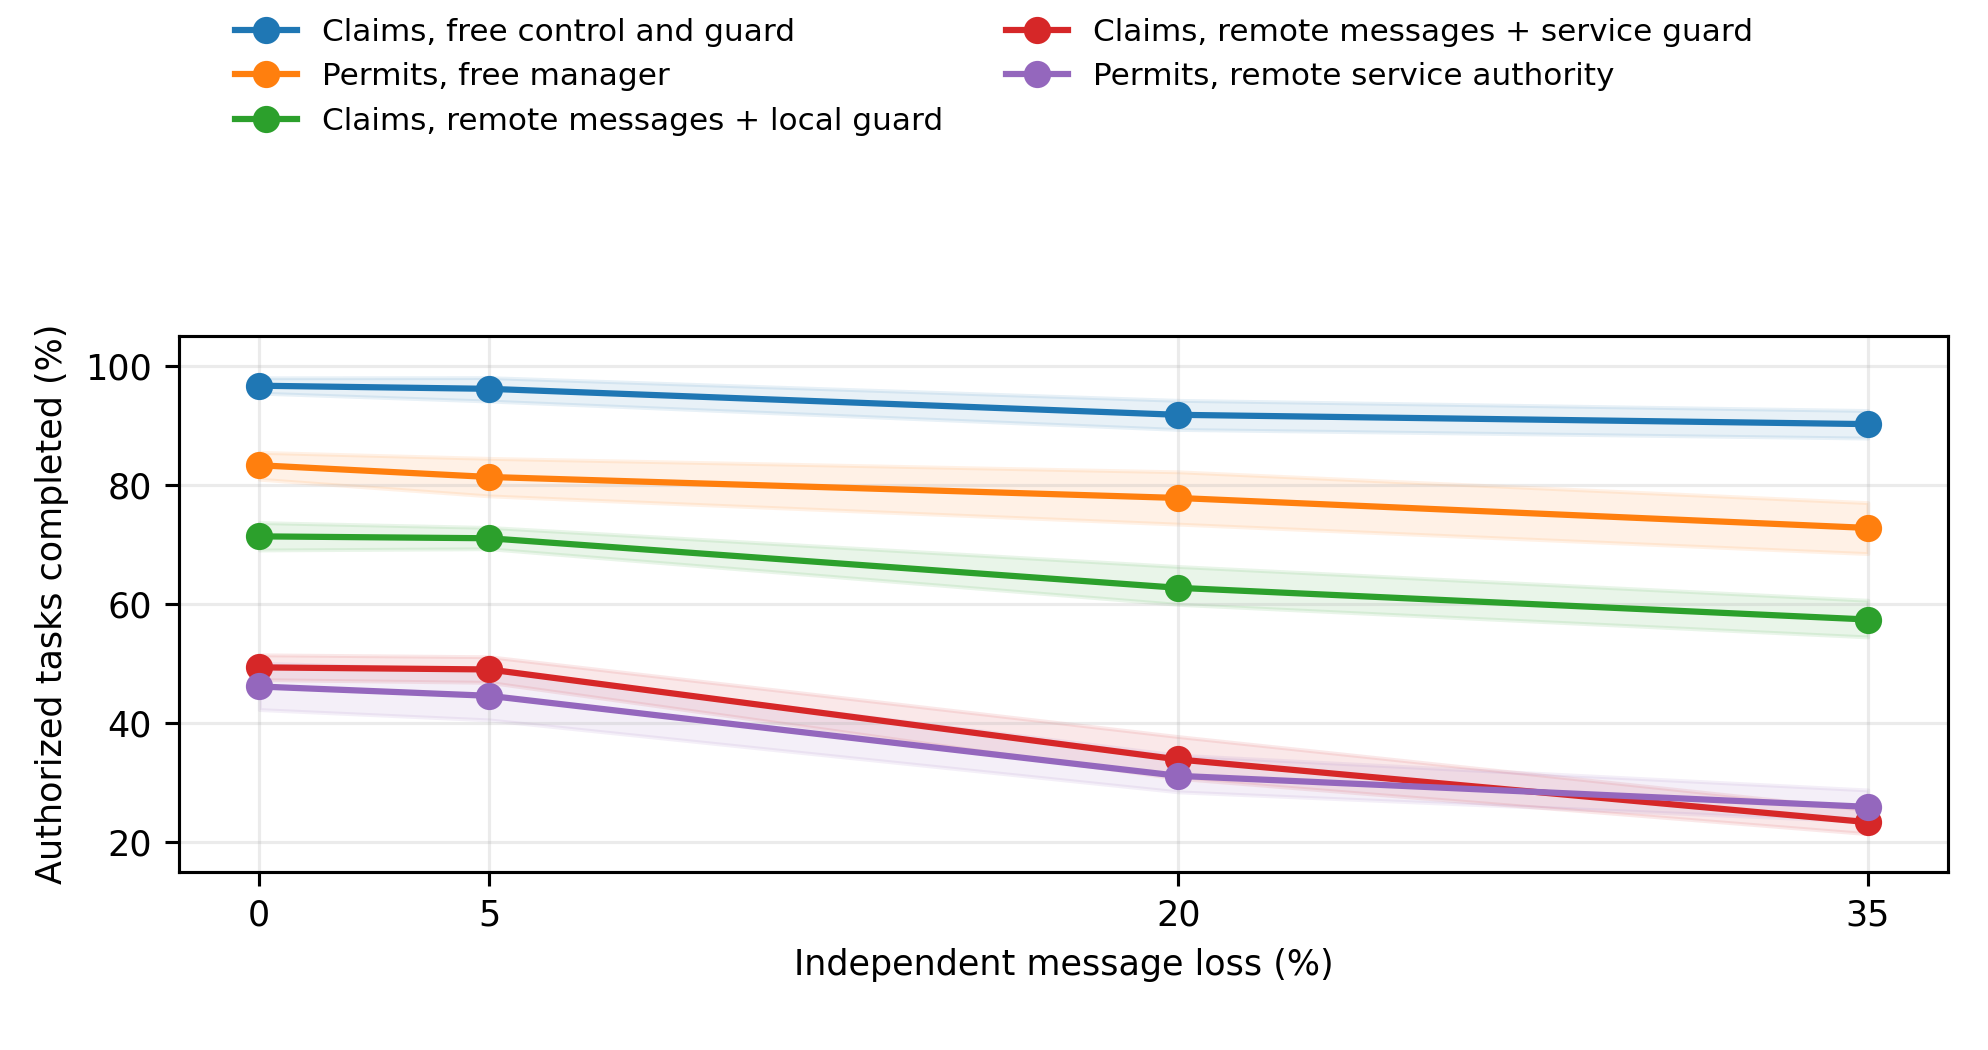 Claims, free control and guard
Permits, free manager
Claims, remote messages + local guard
Claims, remote messages + service guard
Permits, remote service authority
Authorized tasks completed (%)
100
80
60
40
20
0 5 20 35
Independent message loss (%)